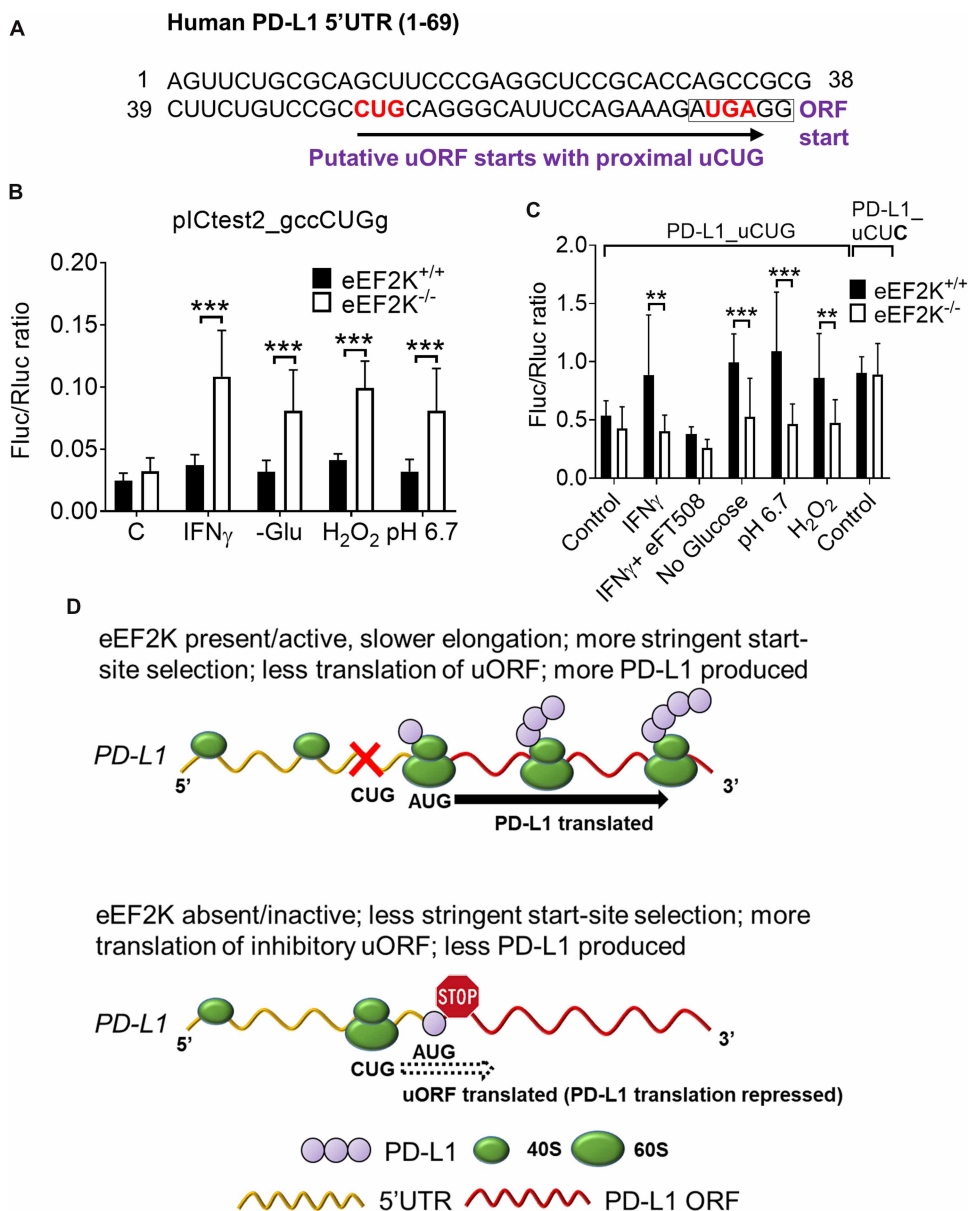 A
Human PD-L1 5'UTR (1-69)
1 AGUUCUGCGCAGCUUCCCGAGGCUCCGCACCAGCCGCG 38
39 CUUCUGUCCGCCUGCAGGGCAUUCCAGAAAGAUGAGG ORF start
Putative uORF starts with proximal uCUG
B
pICtest2_gccCUGg
Fluc/Rluc ratio
0.20
0.15
0.10
0.05
0.00
eEF2K+/+
eEF2K-/-
*** *** *** ***
C IFNγ -Glu H2O2 pH 6.7
C
PD-L1_uCUG
PD-L1_
uCUC
Fluc/Rluc ratio
2.0
1.5
1.0
0.5
0.0
eEF2K+/+
eEF2K-/-
** *** *** **
Control
IFNγ
IFNγ+ eFT508
No Glucose
pH 6.7
H2O2
Control
D
eEF2K present/active, slower elongation; more stringent start-
site selection; less translation of uORF; more PD-L1 produced
PD-L1
5'
CUG
AUG
3'
PD-L1 translated
eEF2K absent/inactive; less stringent start-site selection; more
translation of inhibitory uORF; less PD-L1 produced
STOP
PD-L1
5'
AUG
3'
CUG
uORF translated (PD-L1 translation repressed)
PD-L1 40S 60S
5'UTR PD-L1 ORF